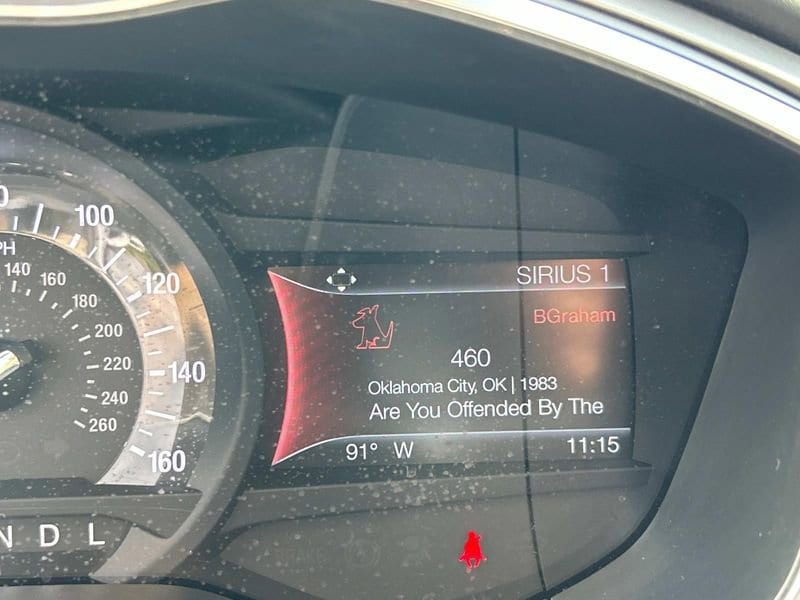 100
120
140
160
140
160
180
200
220
240
260
N D L
SIRIUS 1
BGraham
460
Oklahoma City, OK | 1983
Are You Offended By The
91° W
11:15
BRAKE